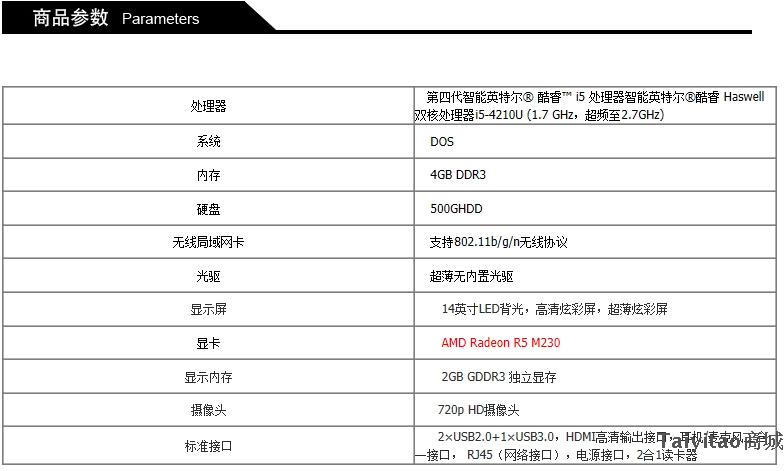 商品参数 Parameters
处理器
第四代智能英特尔® 酷睿™ i5 处理器智能英特尔®酷睿 Haswell
双核处理器i5-4210U (1.7 GHz，超频至2.7GHz)
系统
DOS
内存
4GB DDR3
硬盘
500GHDD
无线局域网卡
支持802.11b/g/n无线协议
光驱
超薄无内置光驱
显示屏
14英寸LED背光，高清炫彩屏，超薄炫彩屏
显卡
AMD Radeon R5 M230
显示内存
2GB GDDR3 独立显存
摄像头
720p HD摄像头
标准接口
2×USB2.0+1×USB3.0，HDMI高清输出接口，耳机/麦克风二合
一接口， RJ45（网络接口），电源接口，2合1读卡器
Taiyitao商城